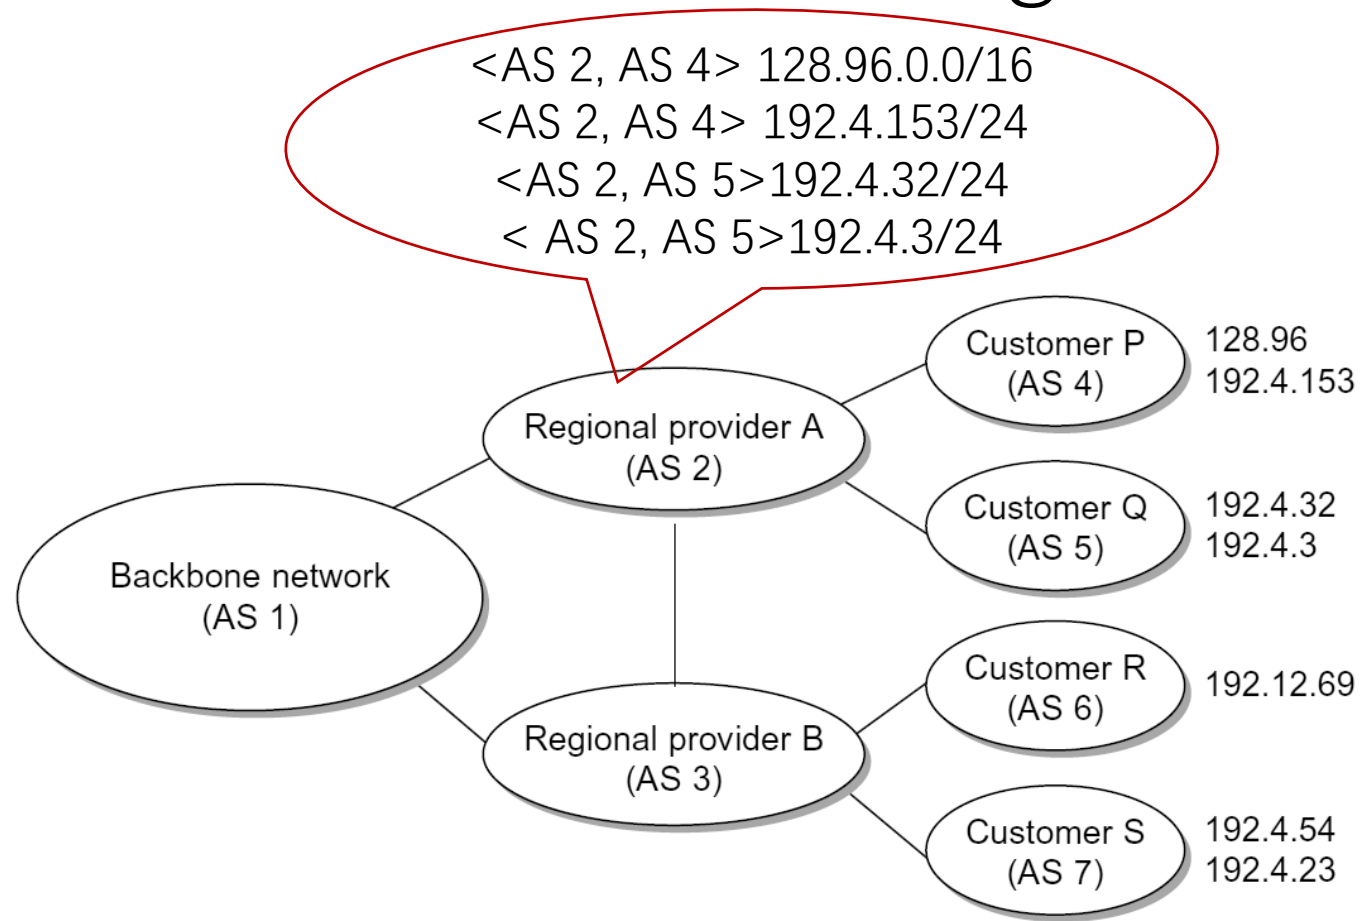 <AS 2, AS 4> 128.96.0.0/16
<AS 2, AS 4> 192.4.153/24
<AS 2, AS 5>192.4.32/24
< AS 2, AS 5>192.4.3/24
Customer P
(AS 4)
128.96
192.4.153
Regional provider A
(AS 2)
Customer Q
(AS 5)
192.4.32
192.4.3
Backbone network
(AS 1)
Customer R
(AS 6)
192.12.69
Regional provider B
(AS 3)
Customer S
(AS 7)
192.4.54
192.4.23